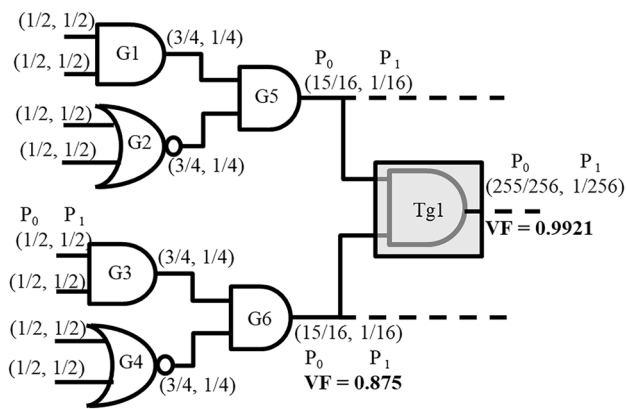 (1/2, 1/2)
(3/4, 1/4)
G1
(1/2, 1/2)
P0 P1
(15/16, 1/16)
G5
(1/2, 1/2)
G2
(1/2, 1/2)
(3/4, 1/4)
P0 P1
(255/256, 1/256)
Tg1
VF = 0.9921
P0 P1
(1/2, 1/2)
(3/4, 1/4)
G3
(1/2, 1/2)
G6
(1/2, 1/2)
(15/16, 1/16)
G4
P0 P1
(1/2, 1/2)
(3/4, 1/4)
VF = 0.875